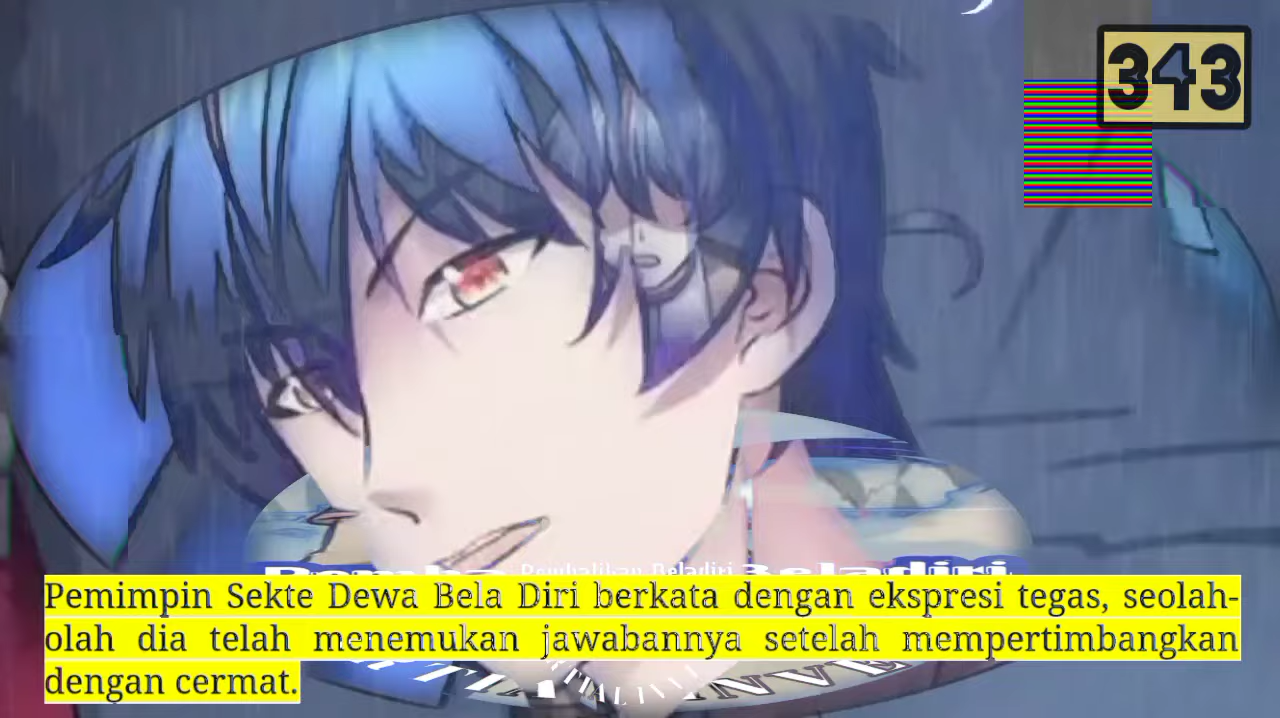 343
Pembalikan Beladiri
Beladiri
Pemimpin Sekte Dewa Bela Diri berkata dengan ekspresi tegas, seolah-
olah dia telah menemukan jawabannya setelah mempertimbangkan
dengan cermat.